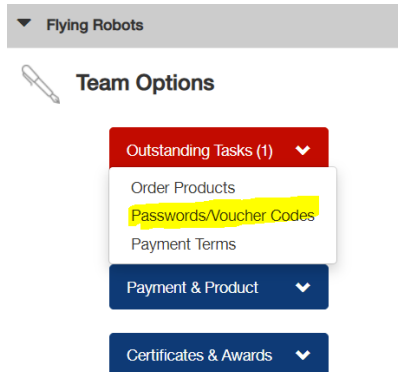 Flying Robots
Team Options
Outstanding Tasks (1)
Order Products
Passwords/Voucher Codes
Payment Terms
Payment & Product
Certificates & Awards